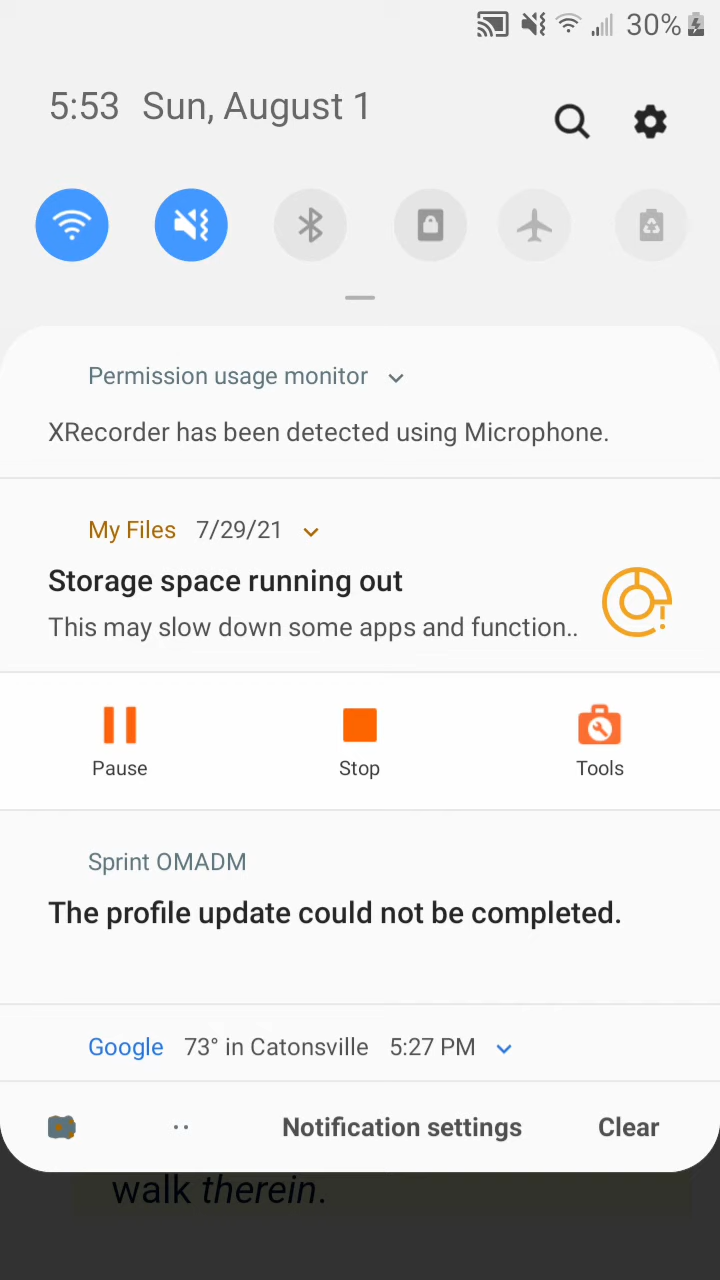 30%
5:53 Sun, August 1
Permission usage monitor
XRecorder has been detected using Microphone.
My Files 7/29/21
Storage space running out
This may slow down some apps and function..
Pause Stop Tools
Sprint OMADM
The profile update could not be completed.
Google 73° in Catonsville 5:27 PM
Notification settings Clear
walk therein.